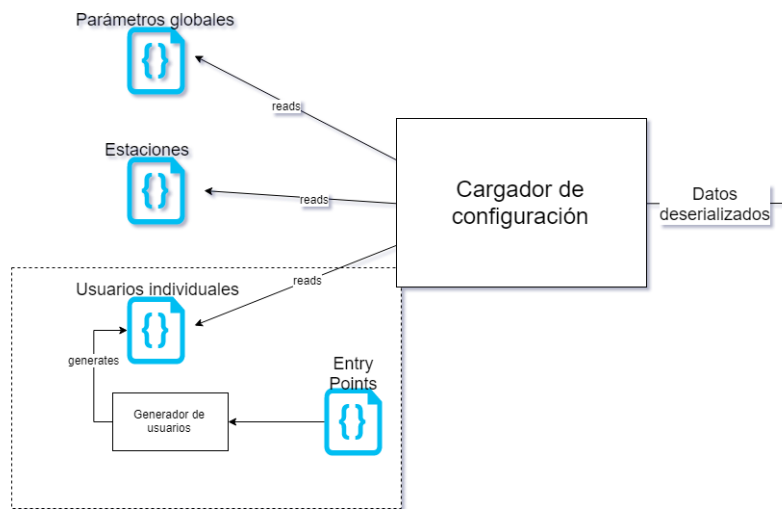 Parámetros globales
{}
reads
Estaciones
{}
reads
Cargador de
configuración
Datos
deserializados
Usuarios individuales
{}
reads
generates
Entry
Points
{}
Generador de
usuarios